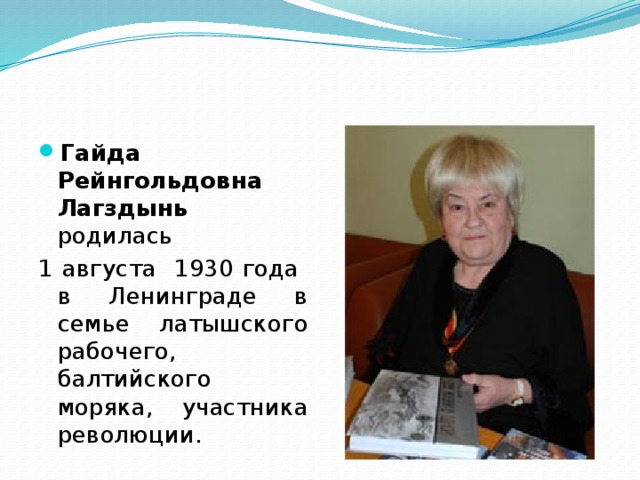 Гайда
Рейнгольдовна
Лагздынь
родилась
1 августа 1930 года
в Ленинграде в
семье латышского
рабочего,
балтийского
моряка, участника
революции.